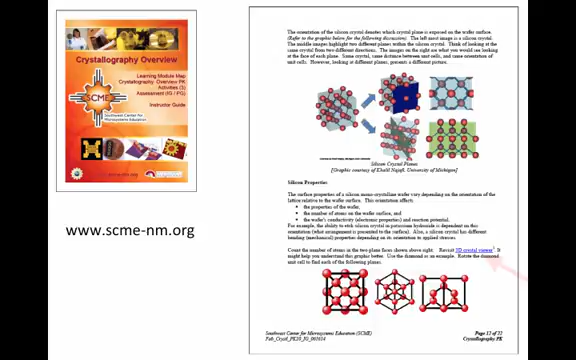 Crystallography Overview
Learning Module Map
Crystallography Overview PK
Activities (3)
Assessment (IG / PG)
Instructor Guide
SCME
Southwest Center for
Microsystems Education
www.scme-nm.org
The orientation of the silicon crystal denotes which crystal plane is exposed on the wafer surface.
(Refer to the graphic below for the following discussion). The left most image is a silicon crystal.
The middle images highlight two different planes within the silicon crystal. Think of looking at the
same crystal from two different directions. The images on the right are what you would see looking
at the face of each plane. Same crystal, same distance between unit cells, and same orientation of
unit cells. However, looking at different planes, presents a different picture.
Silicon Crystal Planes
[Graphic courtesy of Khalil Najafi, University of Michigan]
Silicon Properties
The surface properties of a silicon mono-crystalline wafer vary depending on the orientation of the
lattice relative to the wafer surface. This orientation affects
• the properties of the wafer,
• the number of atoms on the wafer surface, and
• the wafer's conductivity (electronic properties) and reaction potential.
For example, the ability to etch silicon crystal in potassium hydroxide is dependent on this
orientation (what arrangement is presented to the surface). Also, a silicon crystal has different
bending (mechanical) properties depending on its orientation to applied stresses.
Count the number of atoms in the two plane faces shown above right. Revisit 3D crystal viewer. It
might help you understand this graphic better. Use the diamond as an example. Rotate the diamond
unit cell to find each of the following planes.
Southwest Center for Microsystems Education (SCME)
Page 12 of 22
Crystallography PK